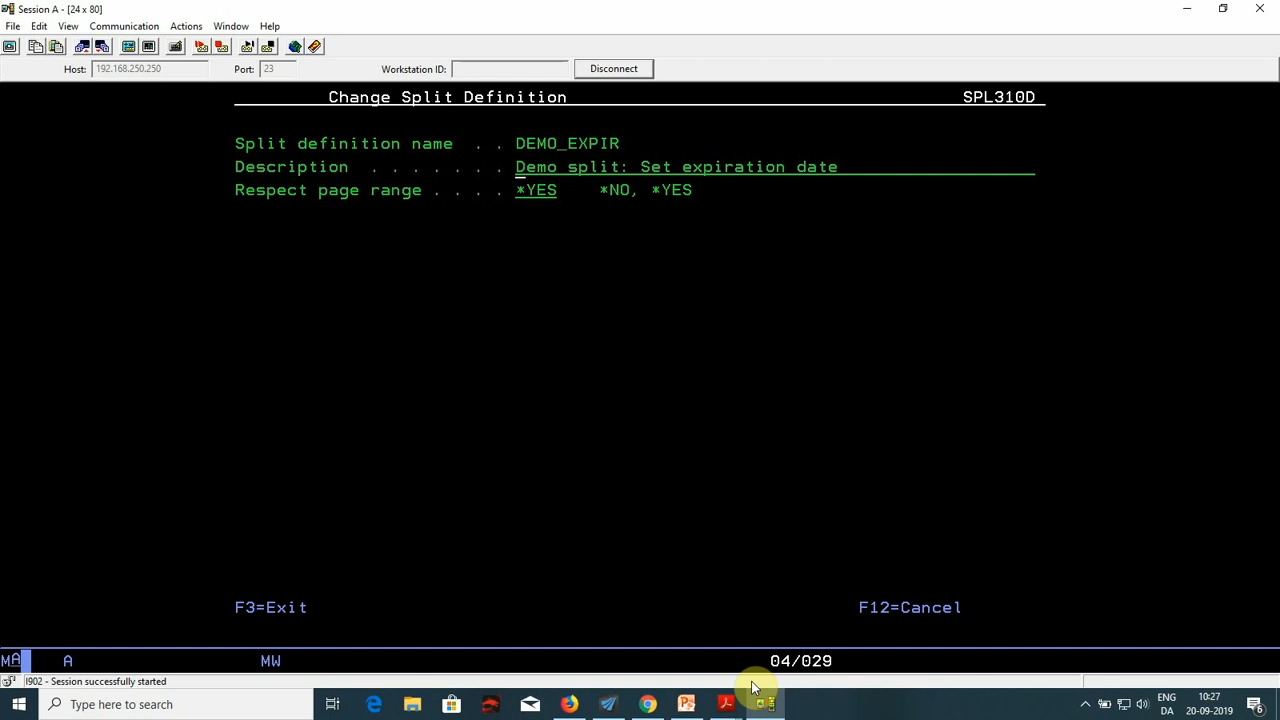 Session A - [24 x 80]
File Edit View Communication Actions Window Help
Host: 192.168.250.250 Port: 23 Workstation ID: Disconnect
Change Split Definition SPL310D
Split definition name . . DEMO_EXPIR
Description . . . . . . . Demo split: Set expiration date
Respect page range . . . . *YES *NO, *YES
F3=Exit F12=Cancel
MA A MW 04/029
I902 - Session successfully started
Type here to search
ENG 10:27
DA 20-09-2019
6